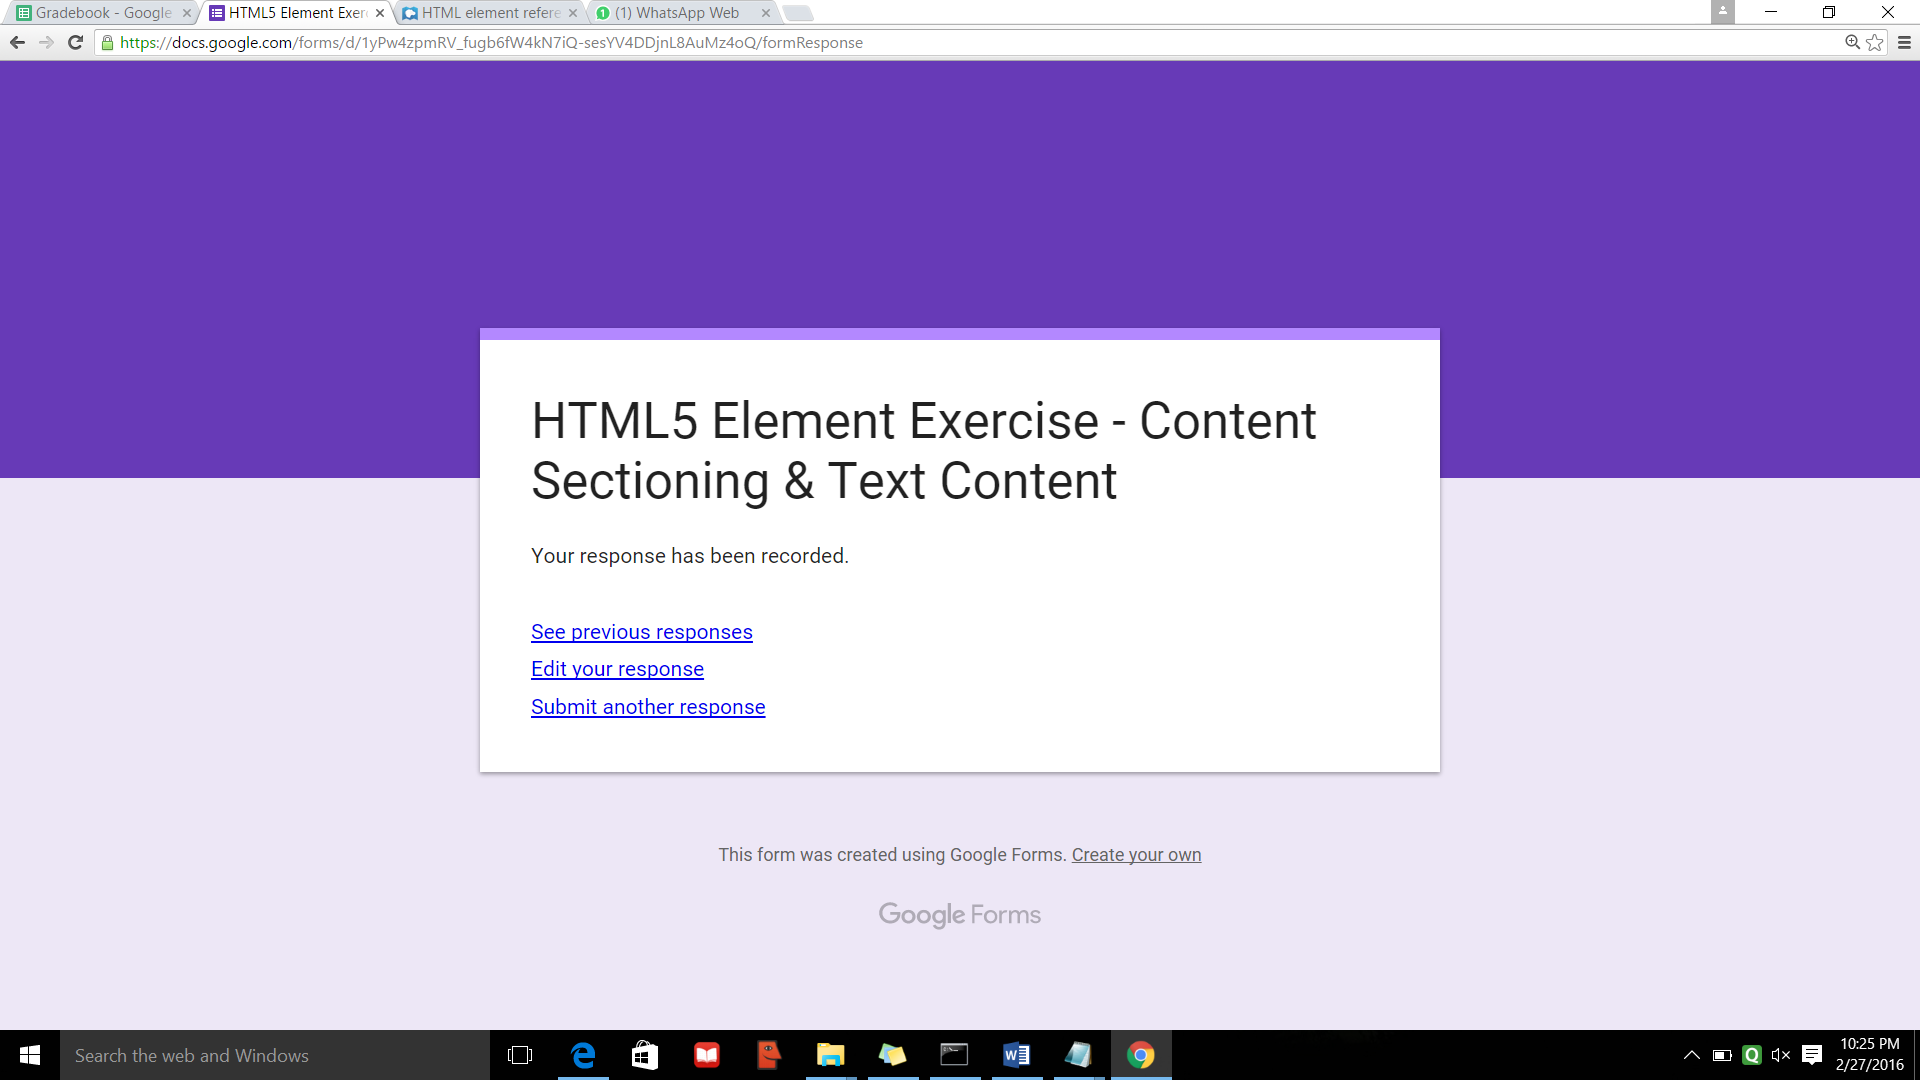 Gradebook - Google
HTML5 Element Exerc
HTML element refere
(1) WhatsApp Web
https://docs.google.com/forms/d/1yPw4zpmRV_fugb6fW4kN7iQ-sesYV4DDjnL8AuMz4oQ/formResponse
HTML5 Element Exercise - Content
Sectioning & Text Content
Your response has been recorded.
See previous responses
Edit your response
Submit another response
This form was created using Google Forms. Create your own
Google Forms
Search the web and Windows
10:25 PM
2/27/2016